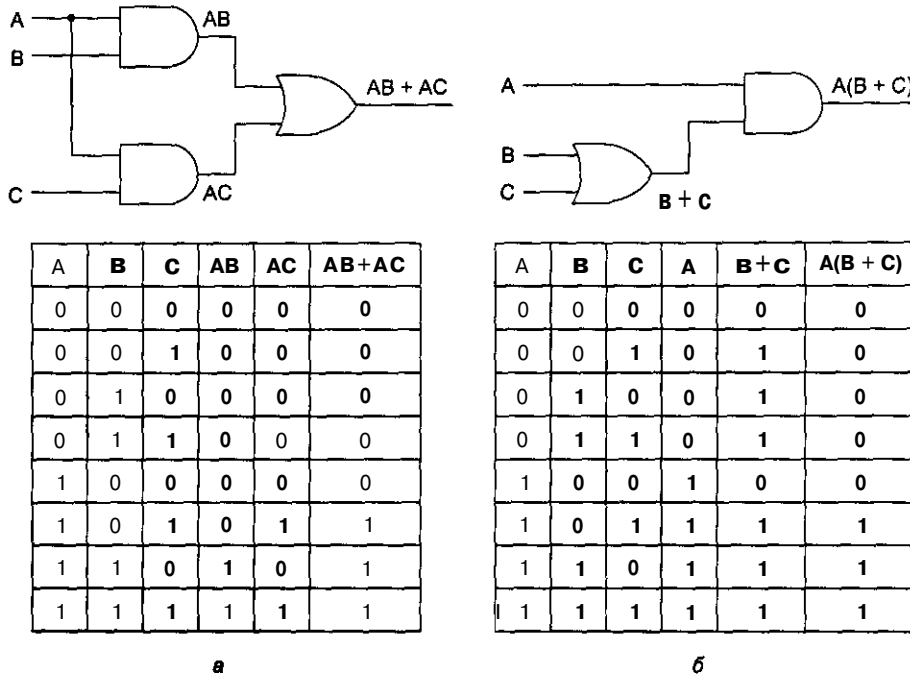 A
B
C
AB
AC
AB + AC
A
B
C
B + C
A(B + C)
A B C AB AC AB+AC
0 0 0 0 0 0
0 0 1 0 0 0
0 1 0 0 0 0
0 1 1 0 0 0
1 0 0 0 0 0
1 0 1 0 1 1
1 1 0 1 0 1
1 1 1 1 1 1
а
A B C A B+C A(B + C)
0 0 0 0 0 0
0 0 1 0 1 0
0 1 0 0 1 0
0 1 1 0 1 0
1 0 0 1 0 0
1 0 1 1 1 1
1 1 0 1 1 1
1 1 1 1 1 1
б